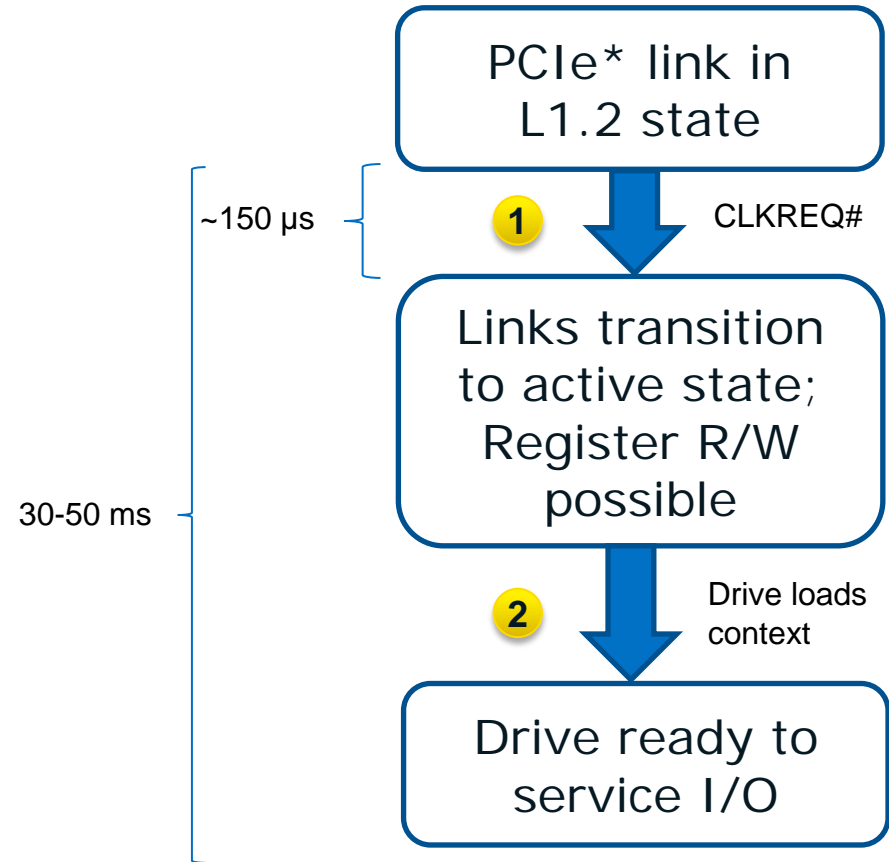 PCIe* link in
L1.2 state
~150 µs
1
CLKREQ#
Links transition
to active state;
Register R/W
possible
30-50 ms
2
Drive loads
context
Drive ready to
service I/O